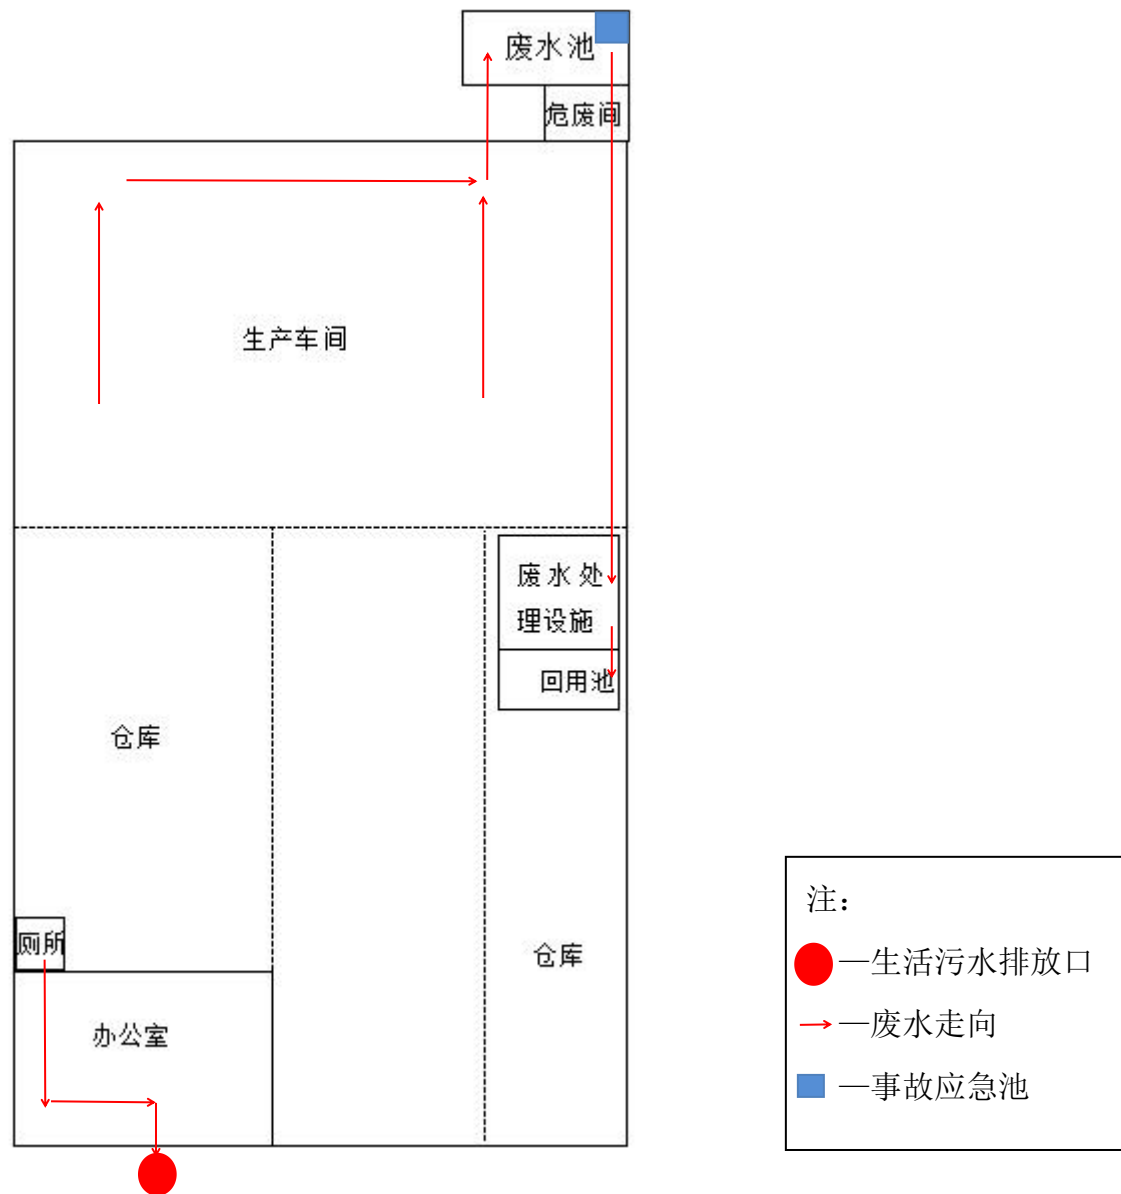 废水池
危废间
生产车间
废水处
理设施
回用池
仓库
厕所
仓库
办公室
注：
—生活污水排放口
—废水走向
—事故应急池